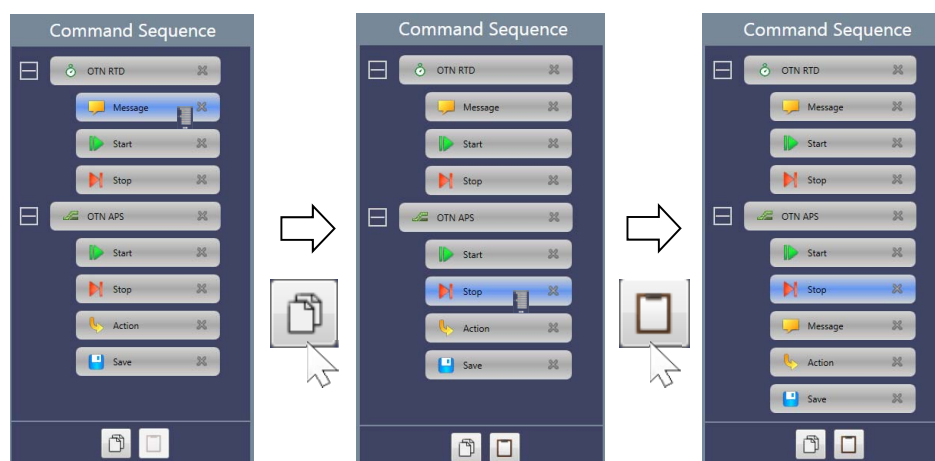 Command Sequence
OTN RTD
Message
Start
Stop
OTN APS
Start
Stop
Action
Save
Command Sequence
OTN RTD
Message
Start
Stop
OTN APS
Start
Stop
Action
Save
Command Sequence
OTN RTD
Message
Start
Stop
OTN APS
Start
Stop
Message
Action
Save